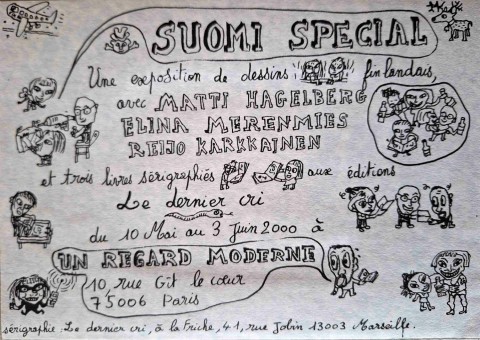 SUOMI SPECIAL
Une exposition de dessins finlandais,
avec MATTI HAGELBERG
ELINA MERENMIES
REIJO KARKKAINEN
et trois livres sérigraphiés aux éditions
Le dernier cri
du 10 Mai au 3 Juin 2000 à
UN REGARD MODERNE
10, rue Gît le cœur
75006 Paris
sérigraphie : Le dernier cri, à la Friche, 41, rue Jobin 13003 Marseille.